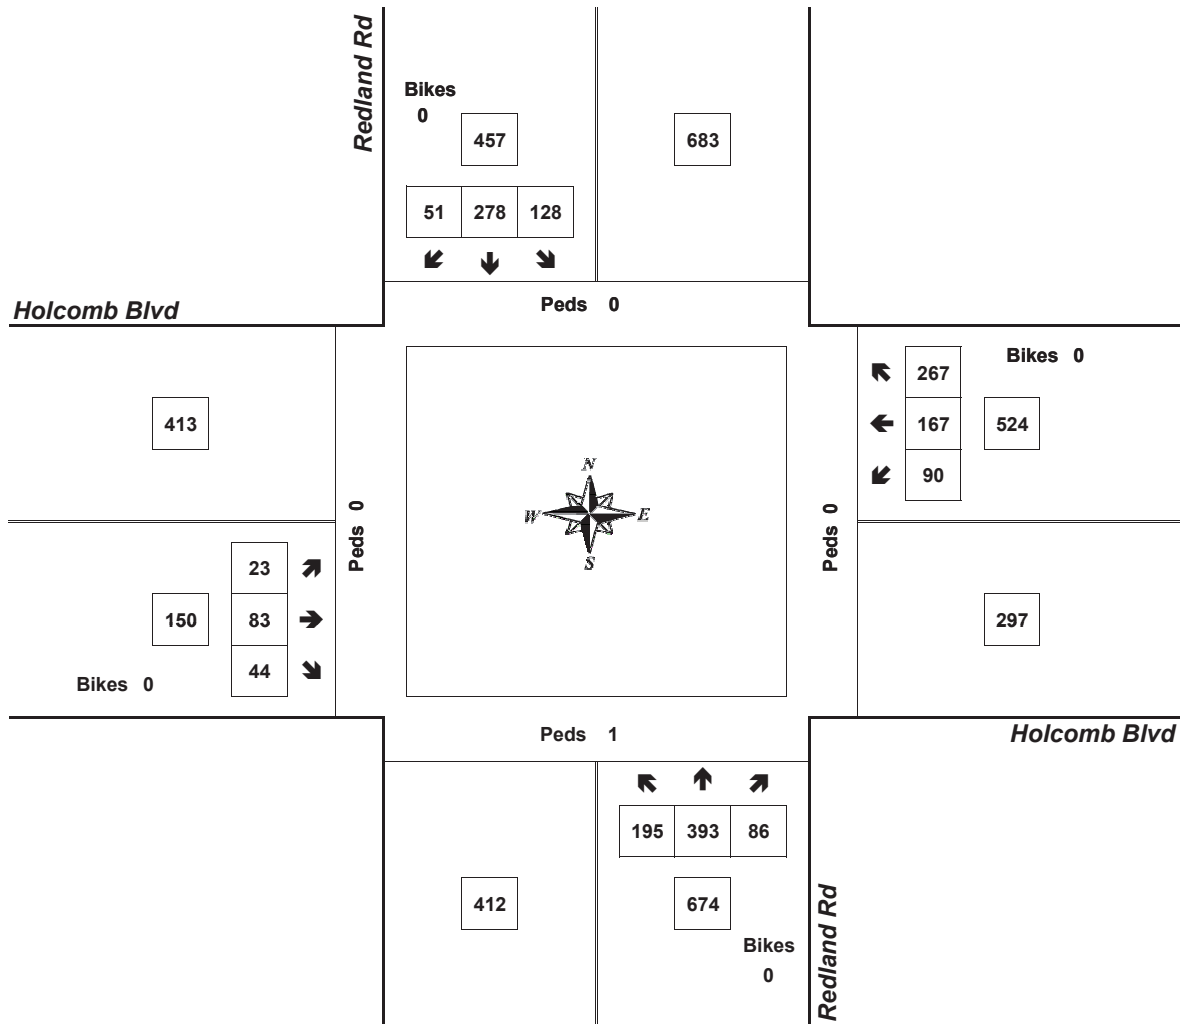 Redland Rd
Bikes
0
457
683
51 278 128
Peds 0
Holcomb Blvd
Bikes 0
267
413
167
524
90
N
W E
S
Peds 0
Peds 0
23
150
83
297
44
Bikes 0
Peds 1
Holcomb Blvd
195 393 86
412
674
Redland Rd
Bikes
0